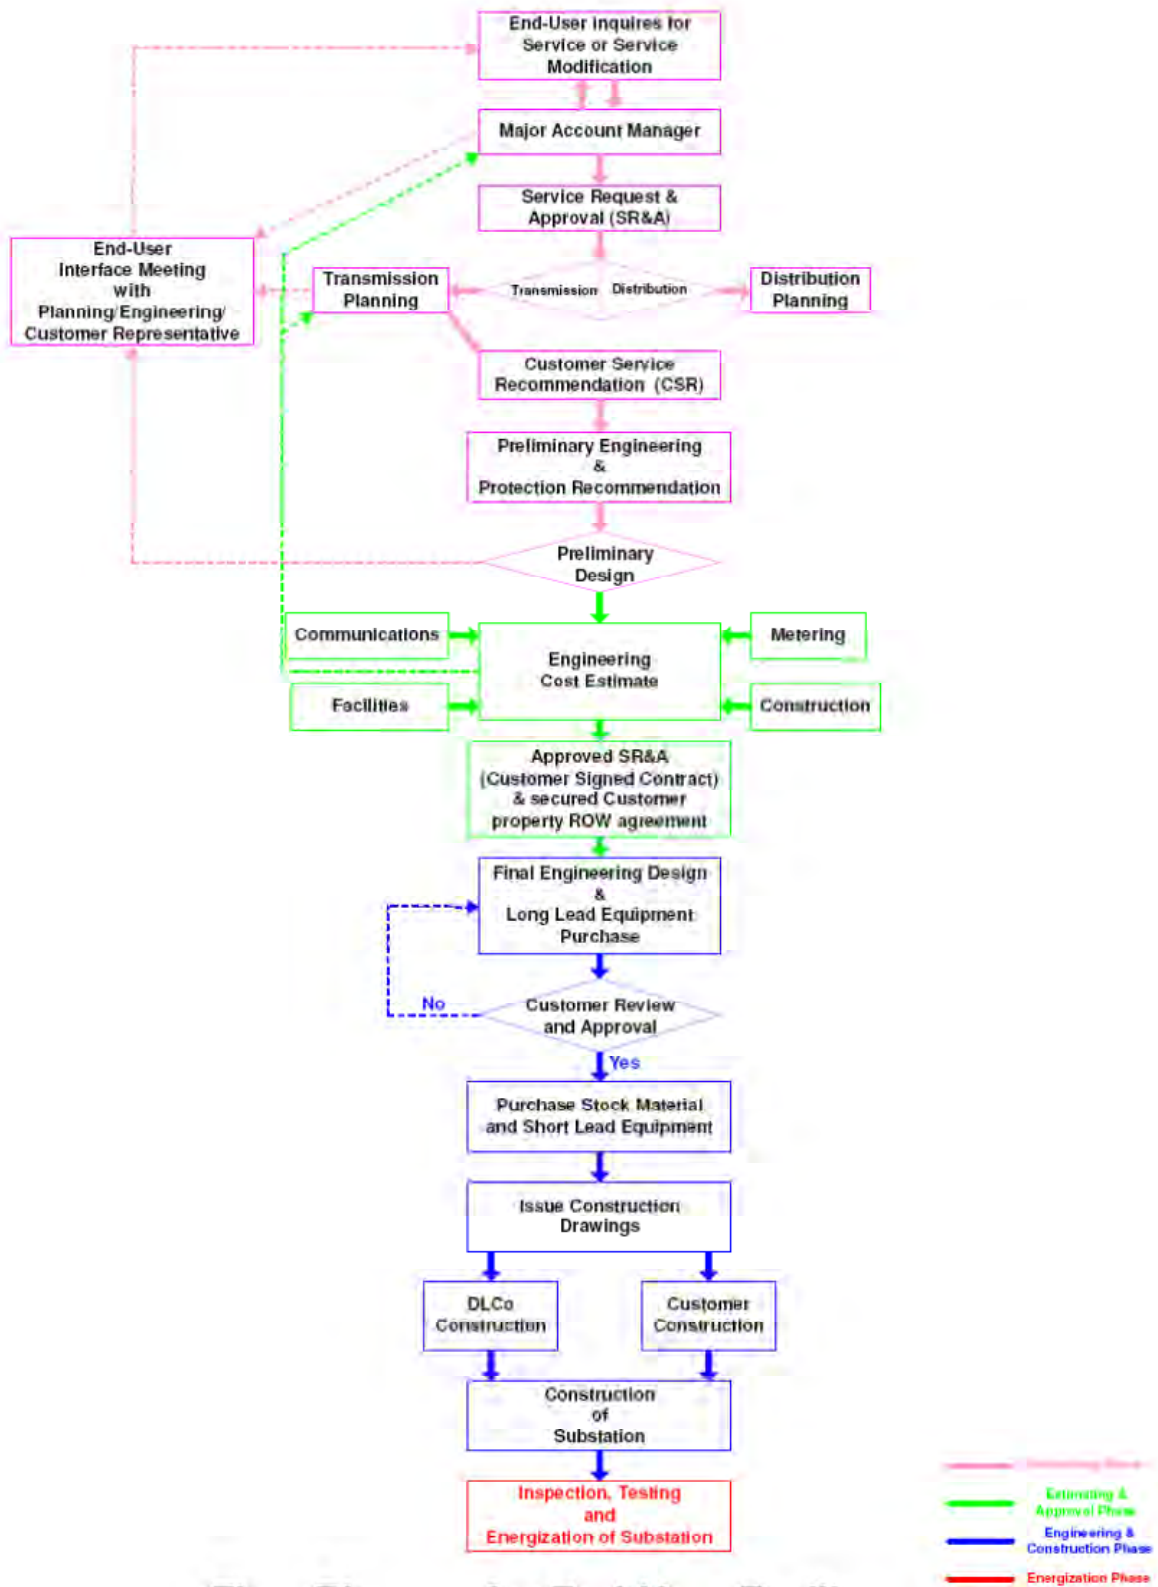 End-User Inquires for
Service or Service
Modification
Major Account Manager
Service Request &
Approval (SR&A)
End-User
Interface Meeting
with
Planning/Engineering/
Customer Representative
Transmission
Planning
Transmission
Distribution
Distribution
Planning
Customer Service
Recommendation (CSR)
Preliminary Engineering
&
Protection Recommendation
Preliminary
Design
Communications
Metering
Engineering
Cost Estimate
Facilities
Construction
Approved SR&A
(Customer Signed Contract)
& secured Customer
property ROW agreement
Final Engineering Design
&
Long Lead Equipment
Purchase
No
Customer Review
and Approval
Yes
Purchase Stock Material
and Short Lead Equipment
Issue Construction
Drawings
DLCo
Construction
Customer
Construction
Construction
of
Substation
Inspection, Testing
and
Energization of Substation
Estimating &
Approval Phase
Engineering &
Construction Phase
Energization Phase